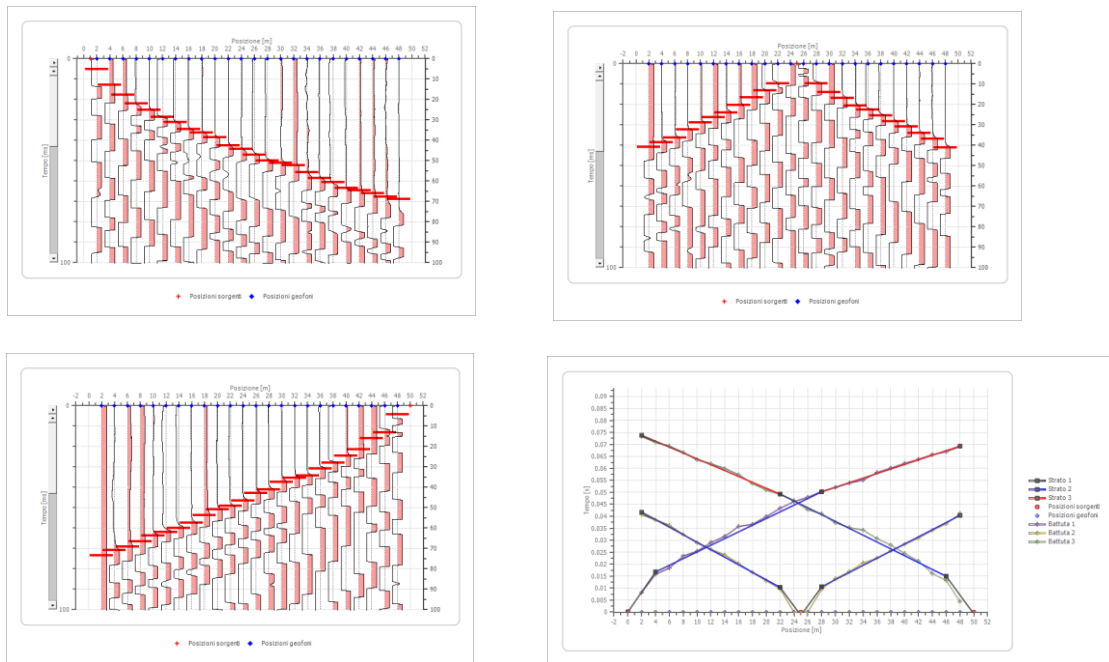 Posizione [m]
0 2 4 6 8 10 12 14 16 18 20 22 24 26 28 30 32 34 36 38 40 42 44 46 48 52
0 0
10
20
30
40
Tempo [ms]
50
60
70
80
90
100 100
Posizioni sorgenti Posizioni geofoni
Posizione [m]
-2 0 2 4 6 8 10 12 14 16 18 20 22 24 26 28 30 32 34 36 38 40 42 44 46 48 50 52
0 0
10
20
30
40
Tempo [ms]
50
60
70
80
90
100 100
Posizioni sorgenti Posizioni geofoni
Posizione [m]
0 2 4 6 8 10 12 14 16 18 20 22 24 26 28 30 32 34 36 38 40 42 44 46 48 52
0 0
10
20
30
40
Tempo [ms]
50
60
70
80
90
100 100
Posizioni sorgenti Posizioni geofoni
0.09
0.085
0.08
0.075
0.07
0.065
0.06
0.055
0.05
0.045
0.04
0.035
0.03
0.025
0.02
0.015
0.01
0.005
0
Tempo [s]
-2 0 2 4 6 8 10 12 14 16 18 20 22 24 26 28 30 32 34 36 38 40 42 44 46 48 50 52
Posizione [m]
Strato 1
Strato 2
Strato 3
Posizioni sorgenti
Posizioni geofoni
Battuta 1
Battuta 2
Battuta 3